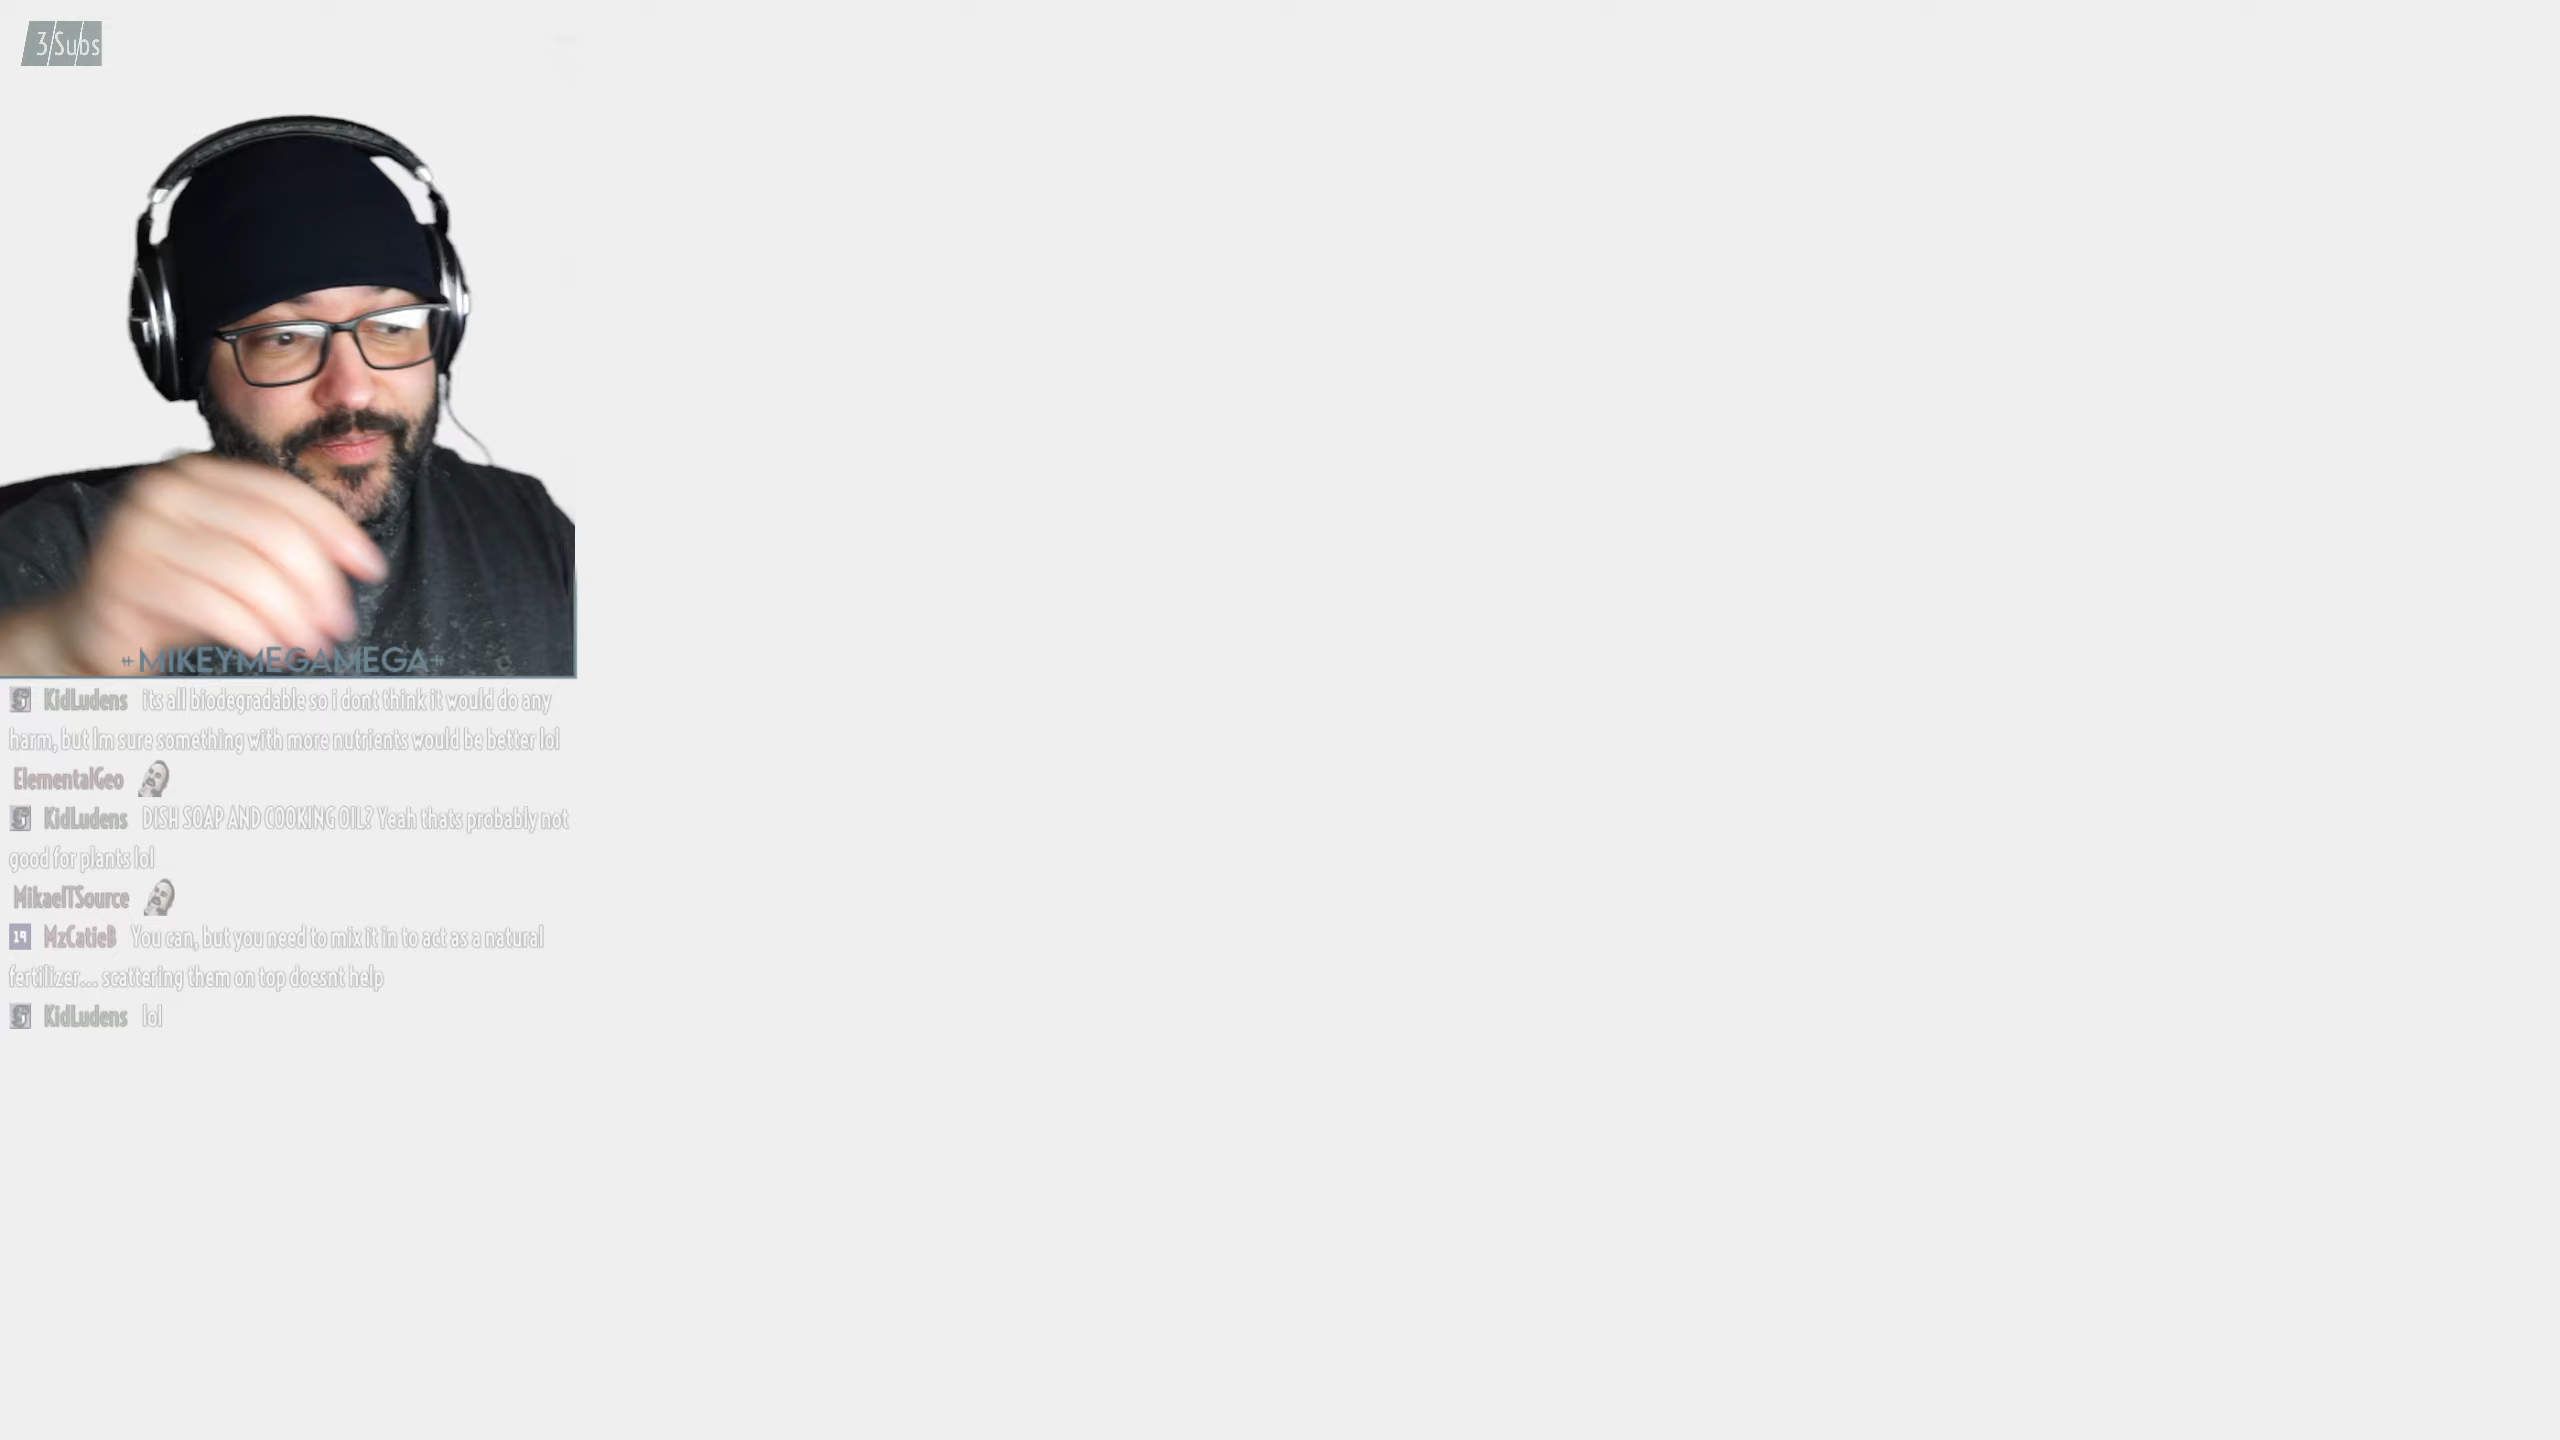 3/Subs
+MIKEYMEGAMEGA+
KidLudens its all biodegradable so i dont think it would do any
harm, but Im sure something with more nutrients would be better lol
ElementalGeo
KidLudens DISH SOAP AND COOKING OIL? Yeah thats probably not
good for plants lol
MikaelTSource
19 MzCatieB You can, but you need to mix it in to act as a natural
fertilizer... scattering them on top doesnt help
KidLudens lol